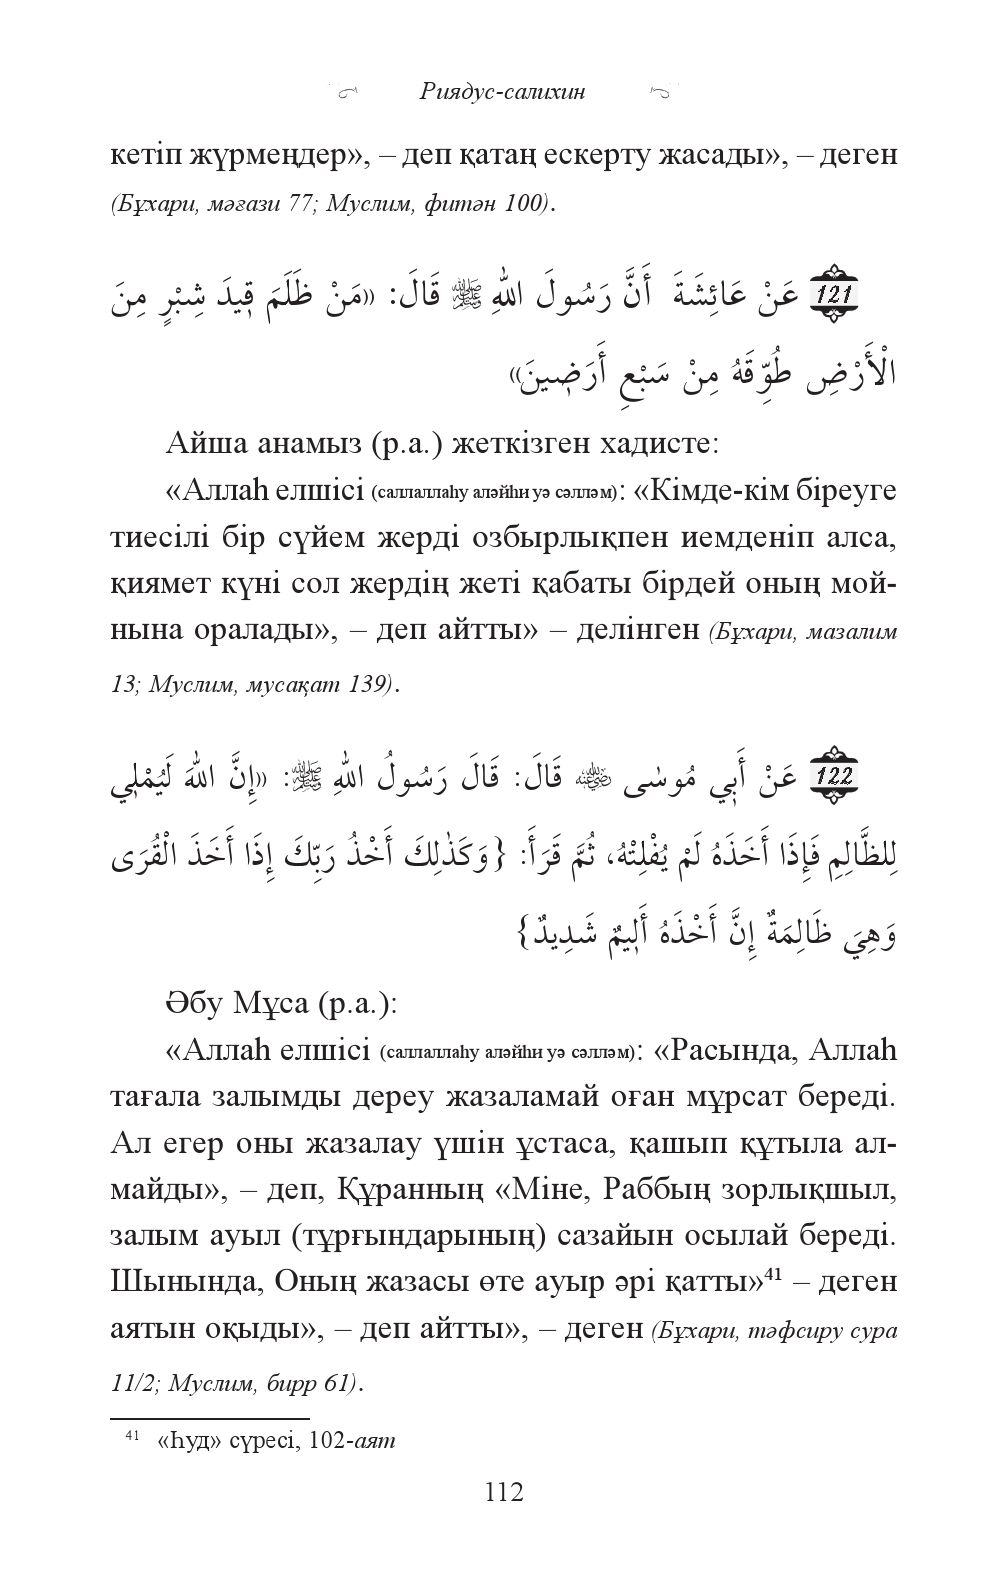 Риядус-салихин
кетіп жүрмеңдер», – деп қатаң ескерту жасады», – деген
(Бұхари, мәғази 77; Муслим, фитән 100).
121 عَنْ عَائِشَةَ أَنَّ رَسُولَ اللهِ ﷺ قَالَ: «مَنْ ظَلَمَ قِيدَ شِبْرٍ مِنَ
الْأَرْضِ طُوِّقَهُ مِنْ سَبْعِ أَرَضِينَ»
Айша анамыз (р.а.) жеткізген хадисте:
«Аллаһ елшісі (саллаллаһу аләйһи уә сәлләм): «Кімде-кім біреуге
тиесілі бір сүйем жерді озбырлықпен иемденіп алса,
қиямет күні сол жердің жеті қабаты бірдей оның мой-
нына оралады», – деп айтты» – делінген (Бұхари, мазалим
13; Муслим, мусақат 139).
122 عَنْ أَبِي مُوسٰى رضي الله عنه قَالَ: قَالَ رَسُولُ اللهِ ﷺ: «إِنَّ اللهَ لَيُمْلِي
لِلظَّالِمِ فَإِذَا أَخَذَهُ لَمْ يُفْلِتْهُ، ثُمَّ قَرَأَ: {وَكَذٰلِكَ أَخْذُ رَبِّكَ إِذَا أَخَذَ الْقُرَى
وَهِيَ ظَالِمَةٌ إِنَّ أَخْذَهُ أَلِيمٌ شَدِيدٌ}
Әбу Мұса (р.а.):
«Аллаһ елшісі (саллаллаһу аләйһи уә сәлләм): «Расында, Аллаһ
тағала залымды дереу жазаламай оған мұрсат береді.
Ал егер оны жазалау үшін ұстаса, қашып құтыла ал-
майды», – деп, Құранның «Міне, Раббың зорлықшыл,
залым ауыл (тұрғындарының) сазайын осылай береді.
Шынында, Оның жазасы өте ауыр әрі қатты»⁴¹ – деген
аятын оқыды», – деп айтты», – деген (Бұхари, тәфсиру сура
11/2; Муслим, бирр 61).
41 «Һуд» сүресі, 102-аят
112